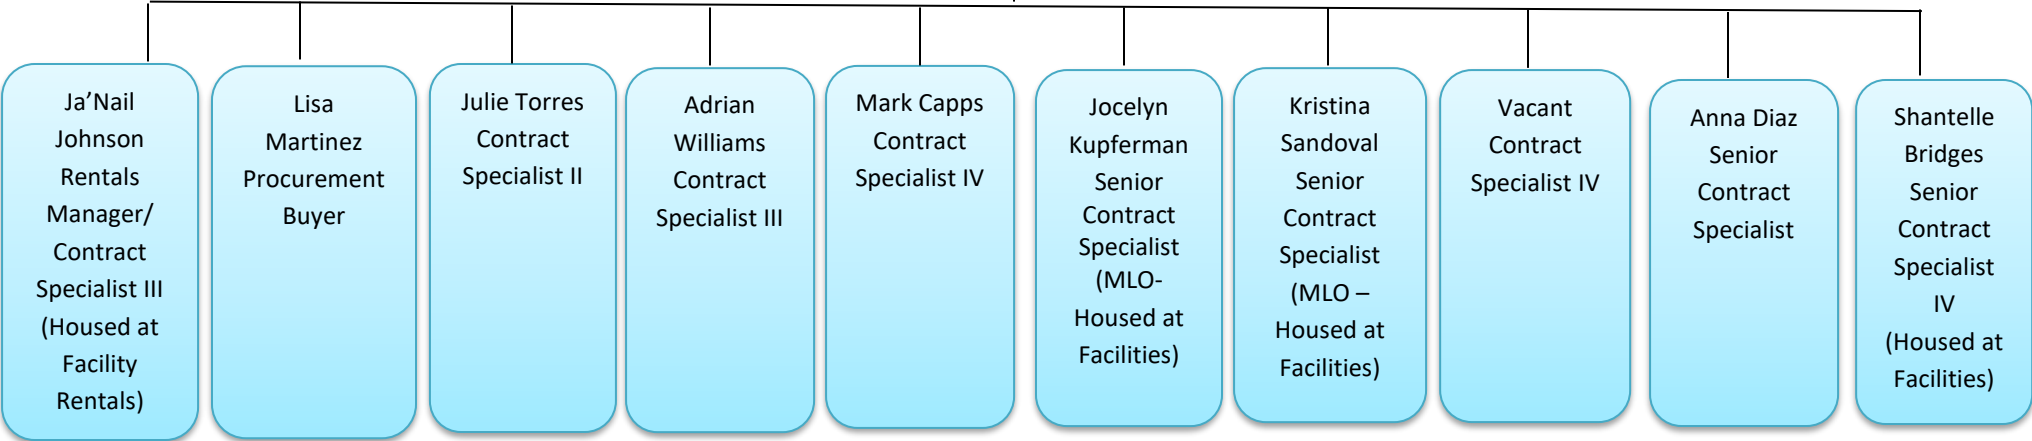 Ja’Nail
Johnson
Rentals
Manager/
Contract
Specialist III
(Housed at
Facility
Rentals)
Lisa
Martinez
Procurement
Buyer
Julie Torres
Contract
Specialist II
Adrian
Williams
Contract
Specialist III
Mark Capps
Contract
Specialist IV
Jocelyn
Kupferman
Senior
Contract
Specialist
(MLO-
Housed at
Facilities)
Kristina
Sandoval
Senior
Contract
Specialist
(MLO –
Housed at
Facilities)
Vacant
Contract
Specialist IV
Anna Diaz
Senior
Contract
Specialist
Shantelle
Bridges
Senior
Contract
Specialist
IV
(Housed at
Facilities)